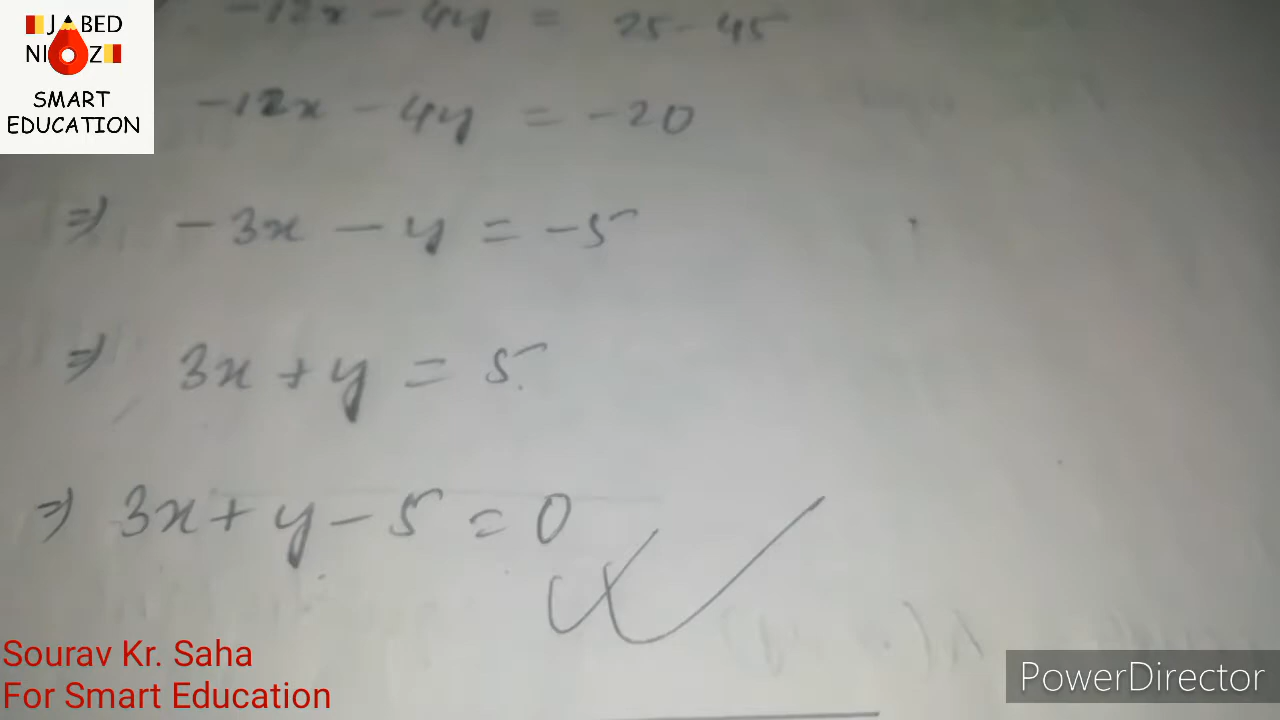 JABED
NIOZ
SMART
EDUCATION
-12x - 4y = 25-45
-12x - 4y = -20
⇒ -3x - y = -5
⇒ 3x + y = 5
⇒ 3x + y - 5 = 0
Sourav Kr. Saha
For Smart Education
PowerDirector